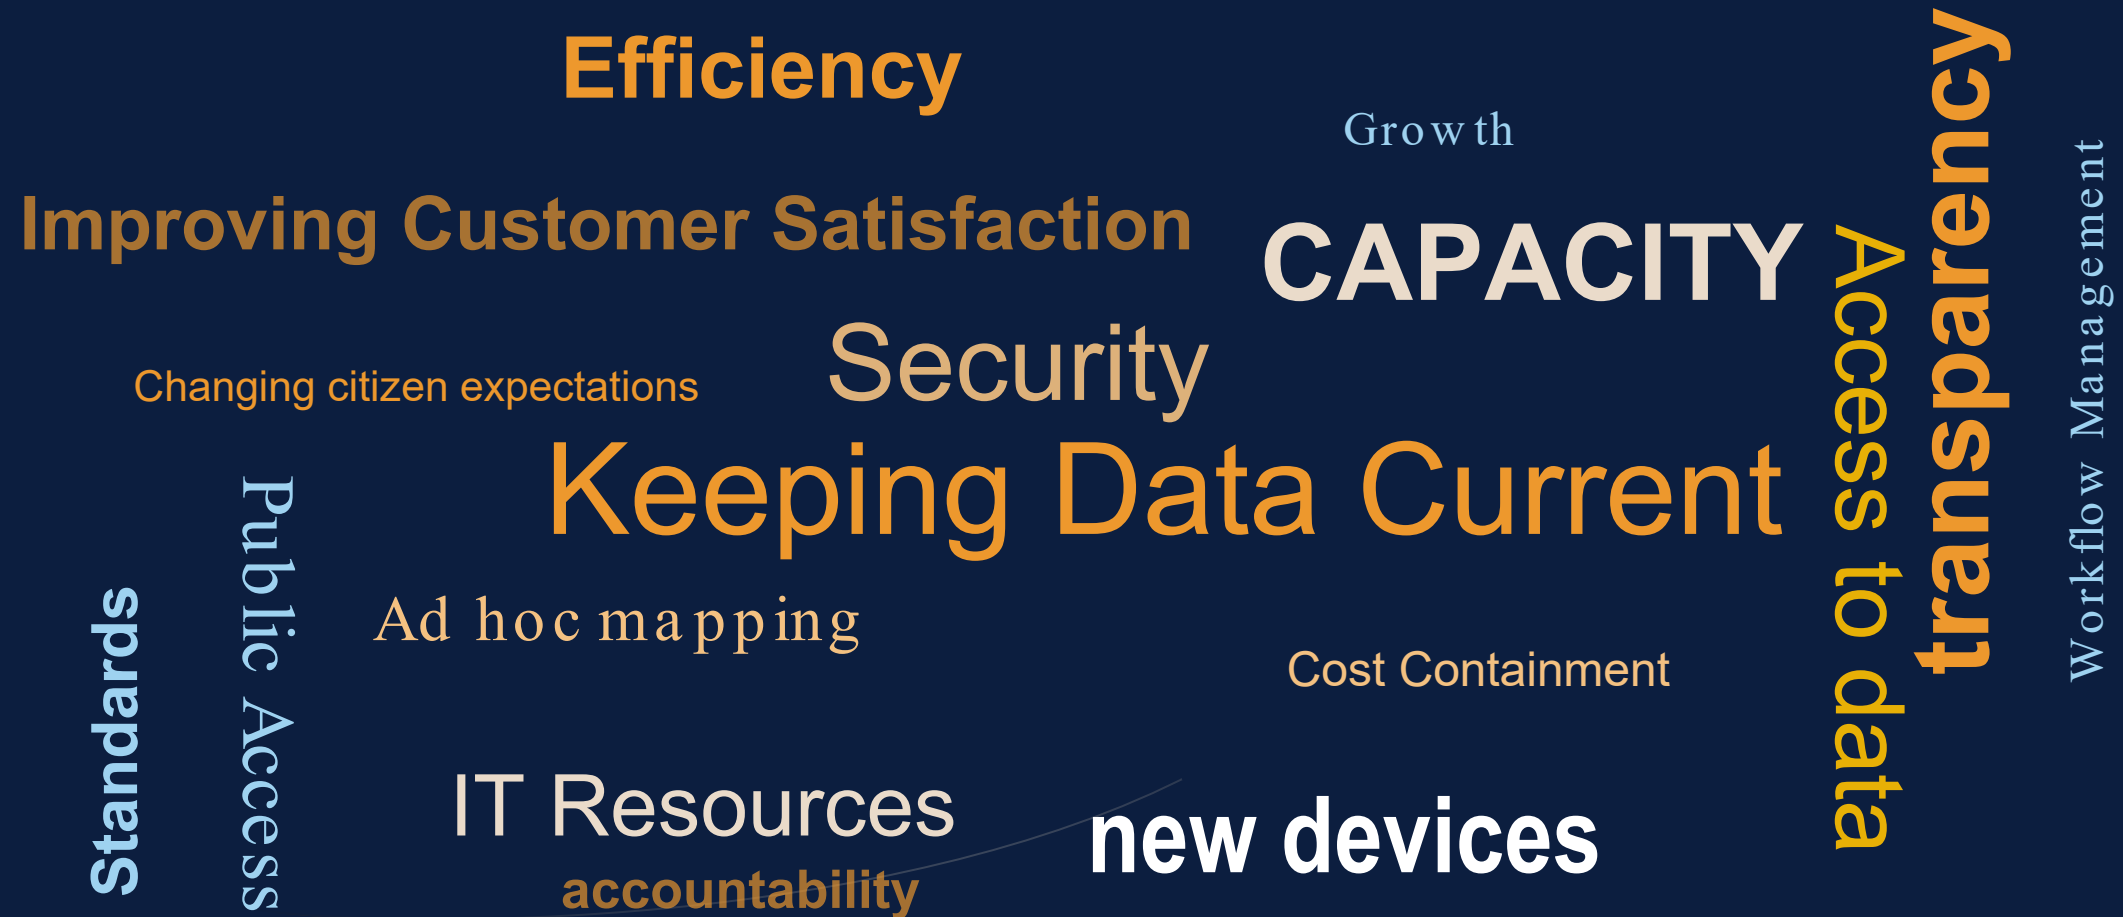 Efficiency
Growth
Improving Customer Satisfaction
CAPACITY
Security
Changing citizen expectations
Keeping Data Current
Access to data
transparency
Workflow Management
Standards
Public Access
Ad hoc mapping
Cost Containment
IT Resources
new devices
accountability